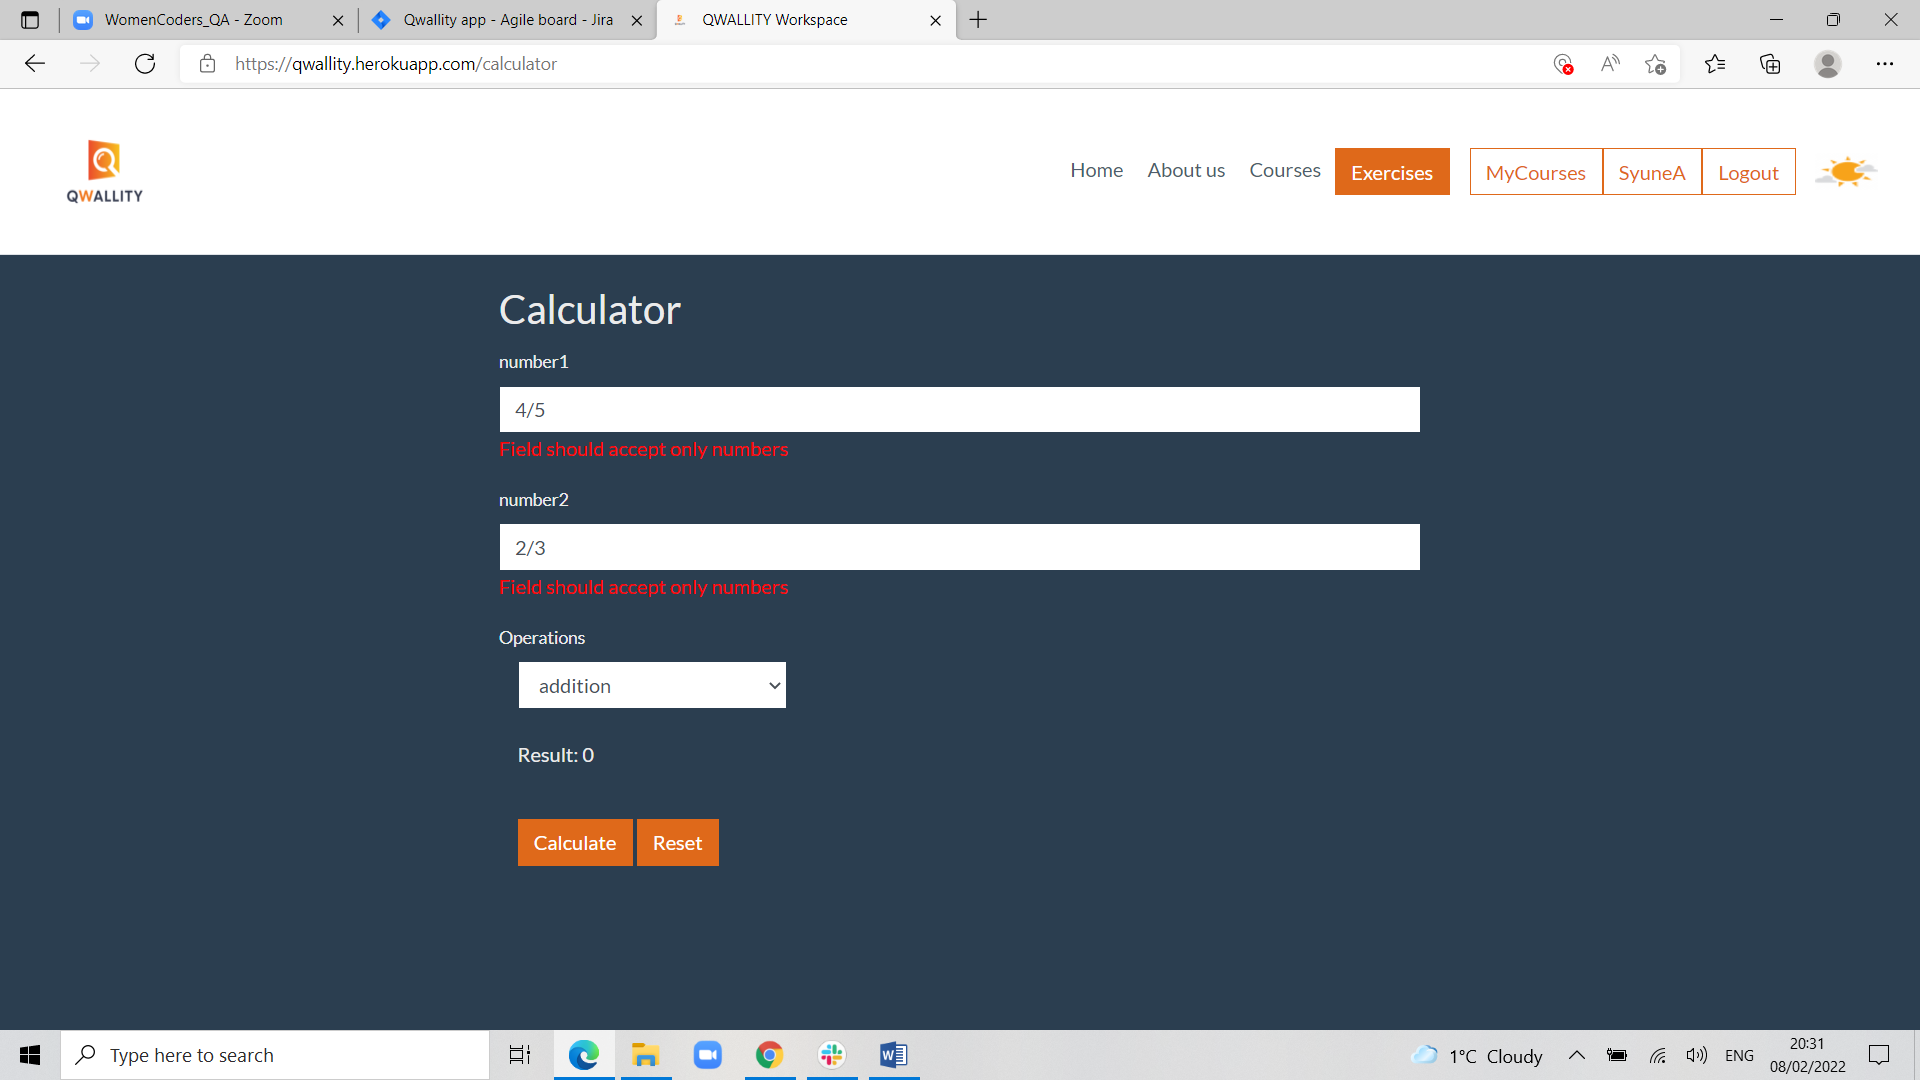 WomenCoders_QA - Zoom
Qwallity app - Agile board - Jira
QWALLITY Workspace
https://qwallity.herokuapp.com/calculator
QWALLITY
Home About us Courses Exercises MyCourses SyuneA Logout
Calculator
number1
4/5
Field should accept only numbers
number2
2/3
Field should accept only numbers
Operations
addition
Result: 0
Calculate Reset
Type here to search
1°C Cloudy
ENG
20:31
08/02/2022